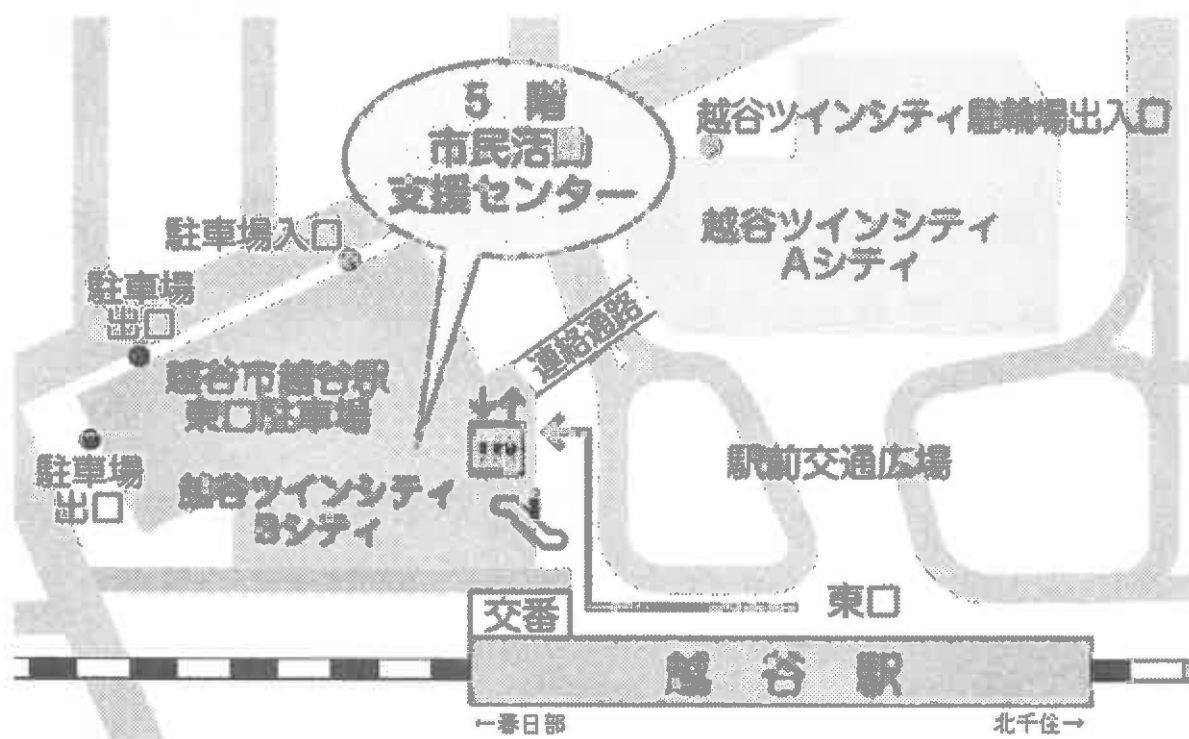 5 階
市民活動
支援センター
越谷ツインシティ駐輪場出入口
越谷ツインシティ
Aシティ
駐車場入口
駐車場
出口
連絡通路
越谷市越谷駅
東口駐車場
駐車場
出口
越谷ツインシティ
Bシティ
駅前交通広場
東口
交番
越谷駅
←春日部
北千住→